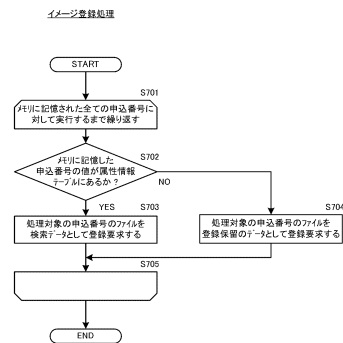 イメージ登録処理
START
S701
メモリに記憶された全ての申込番号に
対して実行するまで繰り返す
S702
メモリに記憶した
申込番号の値が属性情報
テーブルにあるか？
NO
YES
S703
処理対象の申込番号のファイルを
検索データとして登録要求する
S704
処理対象の申込番号のファイルを
登録保留のデータとして登録要求する
S705
END